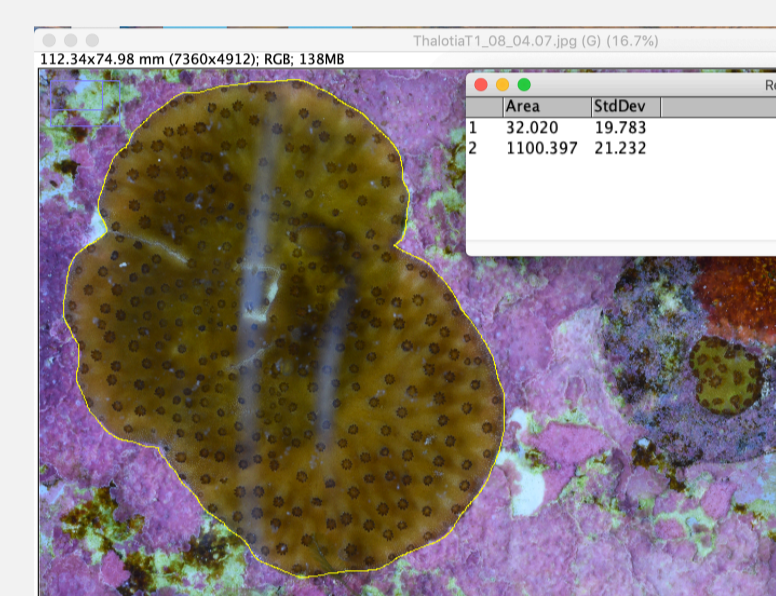 ThalotiaT1_08_04.07.jpg (G) (16.7%)
112.34x74.98 mm (7360x4912); RGB; 138MB
Area StdDev
1 32.020 19.783
2 1100.397 21.232